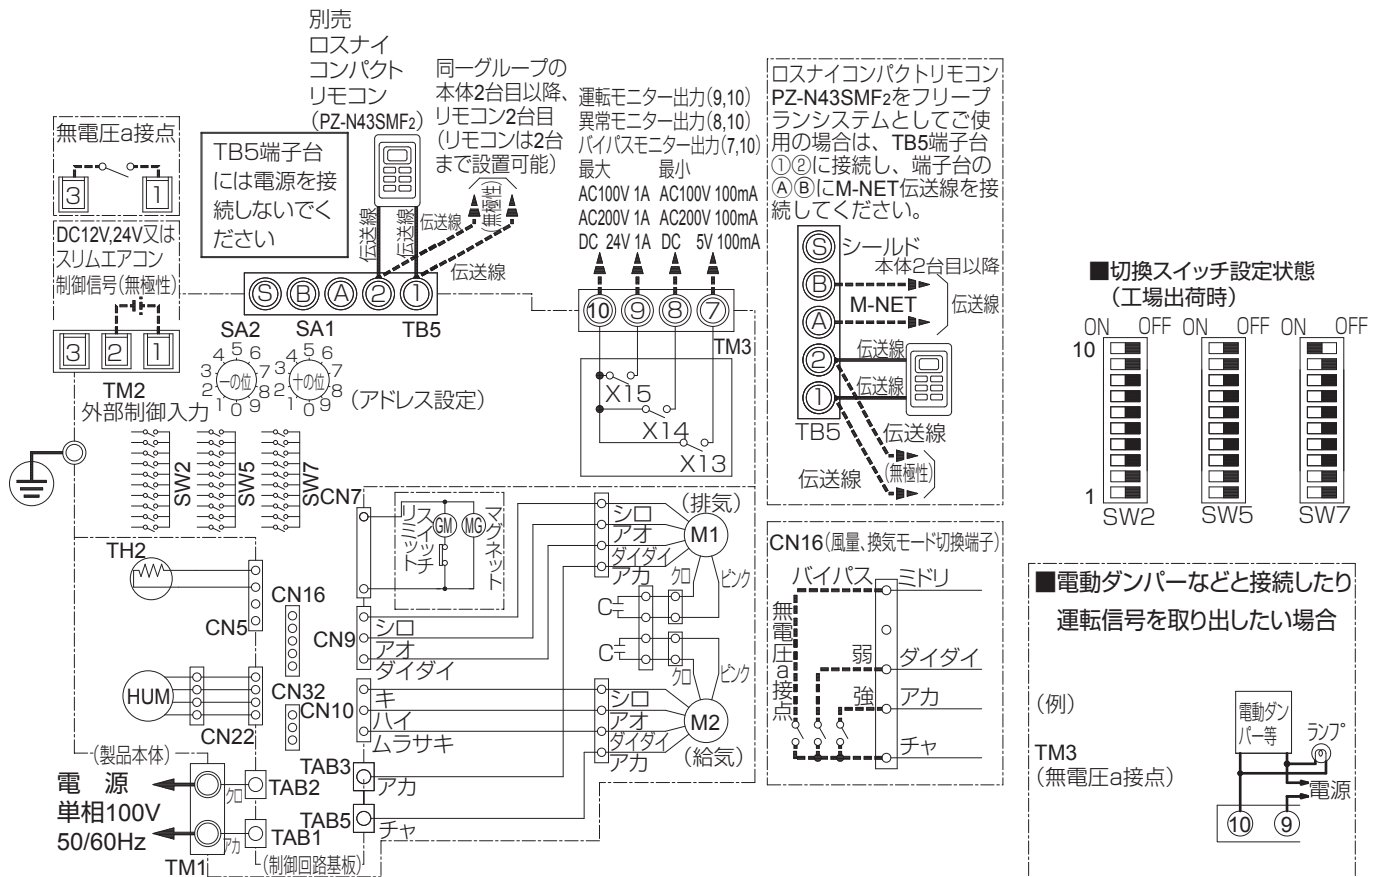 別売
ロスナイ
コンパクト
リモコン
(PZ-N43SMF2)
同一グループの
本体2台目以降、
リモコン2台目
(リモコンは2台
まで設置可能)
無電圧a接点
3 1
TB5端子台
には電源を接
続しないでく
ださい
DC12V,24V又は
スリムエアコン
制御信号(無極性)
3 2 1
TM2
外部制御入力
伝送線
伝送線
伝送線
(無極性)
伝送線
S B A 2 1
SA2 SA1 TB5
一の位
0 1 2 3 4 5 6 7 8 9
十の位
0 1 2 3 4 5 6 7 8 9
(アドレス設定)
運転モニター出力(9,10)
異常モニター出力(8,10)
バイパスモニター出力(7,10)
最大 最小
AC100V 1A AC100V 100mA
AC200V 1A AC200V 100mA
DC 24V 1A DC 5V 100mA
⑩ ⑨ ⑧ ⑦
TM3
X15
X14
X13
ロスナイコンパクトリモコン
PZ-N43SMF2をフリープ
ランシステムとしてご使
用の場合は、TB5端子台
①②に接続し、端子台の
ⒶⒷにM-NET伝送線を接
続してください。
S シールド
本体2台目以降
B
M-NET 伝送線
A
2 伝送線
伝送線
1
TB5 伝送線
伝送線 (無極性)
■切換スイッチ設定状態
(工場出荷時)
ON OFF ON OFF ON OFF
10
1
SW2 SW5 SW7
SW2 SW5 SW7
CN7
リミット
スイッチ
GM MG
マグネット
TH2
CN5
CN16
CN9
シロ
アオ
ダイダイ
HUM
CN22
CN32
CN10
キ
ハイ
ムラサキ
(排気)
M1
シロ
アオ
ダイダイ
アカ
クロ ピンク
C
C
クロ ピンク
シロ
アオ
ダイダイ
アカ
M2
(給気)
(製品本体)
電 源
単相100V
50/60Hz
クロ
アカ
TM1
TAB2
TAB1
(制御回路基板)
TAB3
アカ
TAB5
チャ
CN16(風量、換気モード切換端子)
バイパス ミドリ
無電圧a接点
弱 ダイダイ
強 アカ
チャ
■電動ダンパーなどと接続したり
運転信号を取り出したい場合
(例)
電動ダン
パー等
ランプ
TM3
(無電圧a接点)
電源
⑩ ⑨